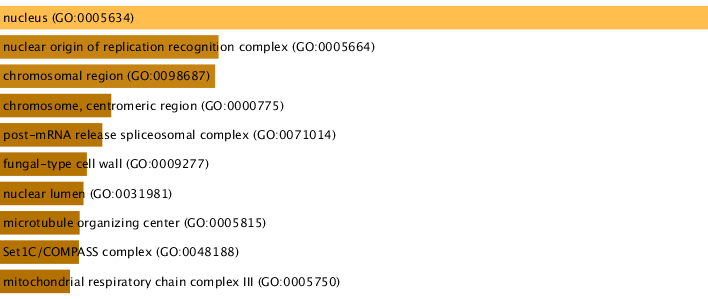 nucleus (GO:0005634)
nuclear origin of replication recognition complex (GO:0005664)
chromosomal region (GO:0098687)
chromosome, centromeric region (GO:0000775)
post-mRNA release spliceosomal complex (GO:0071014)
fungal-type cell wall (GO:0009277)
nuclear lumen (GO:0031981)
microtubule organizing center (GO:0005815)
Set1C/COMPASS complex (GO:0048188)
mitochondrial respiratory chain complex III (GO:0005750)